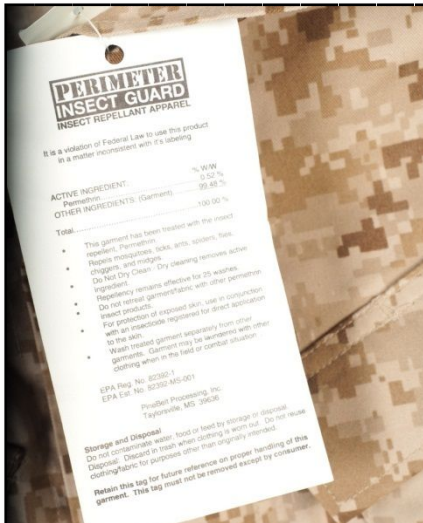 PERIMETER
INSECT GUARD
INSECT REPELLANT APPAREL
It is a violation of Federal Law to use this product
in a matter inconsistent with it's labeling
% W/W
ACTIVE INGREDIENT:
Permethrin 0.52 %
OTHER INGREDIENTS: (Garment) 99.48 %
Total 100.00 %
• This garment has been treated with the insect
repellent, Permethrin.
• Repels mosquitoes, ticks, ants, spiders, flies,
chiggers, and midges.
• Do Not Dry Clean: Dry cleaning removes active
ingredient.
• Repellency remains effective for 25 washes.
• Do not retreat garment/fabric with other permethrin
insect products.
• For protection of exposed skin, use in conjunction
with an insecticide registered for direct application
to the skin.
• Wash treated garment separately from other
garments. Garment may be laundered with other
clothing when in the field or combat situation
EPA Reg. No. 82392-1
EPA Est. No. 82392-MS-001
PineBelt Processing, Inc.
Taylorsville, MS 39636
Storage and Disposal
Do not contaminate water, food or feed by storage or disposal
Disposal: Discard in trash when clothing is worn out. Do not reuse
clothing/fabric for purposes other than originally intended.
Retain this tag for future reference on proper handling of this
garment. This tag must not be removed except by consumer.